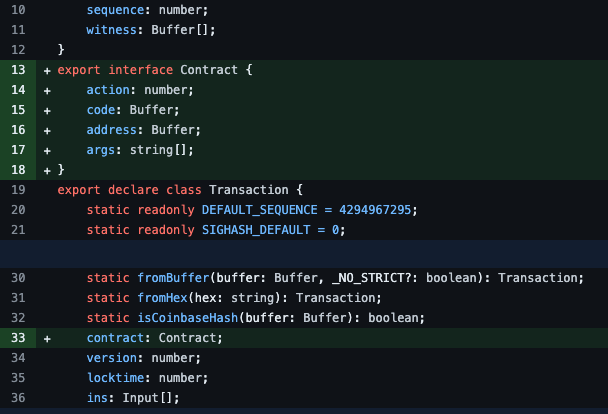 10 sequence: number;
11 witness: Buffer[];
12 }
13 + export interface Contract {
14 + action: number;
15 + code: Buffer;
16 + address: Buffer;
17 + args: string[];
18 + }
19 export declare class Transaction {
20 static readonly DEFAULT_SEQUENCE = 4294967295;
21 static readonly SIGHASH_DEFAULT = 0;
30 static fromBuffer(buffer: Buffer, _NO_STRICT?: boolean): Transaction;
31 static fromHex(hex: string): Transaction;
32 static isCoinbaseHash(buffer: Buffer): boolean;
33 + contract: Contract;
34 version: number;
35 locktime: number;
36 ins: Input[];